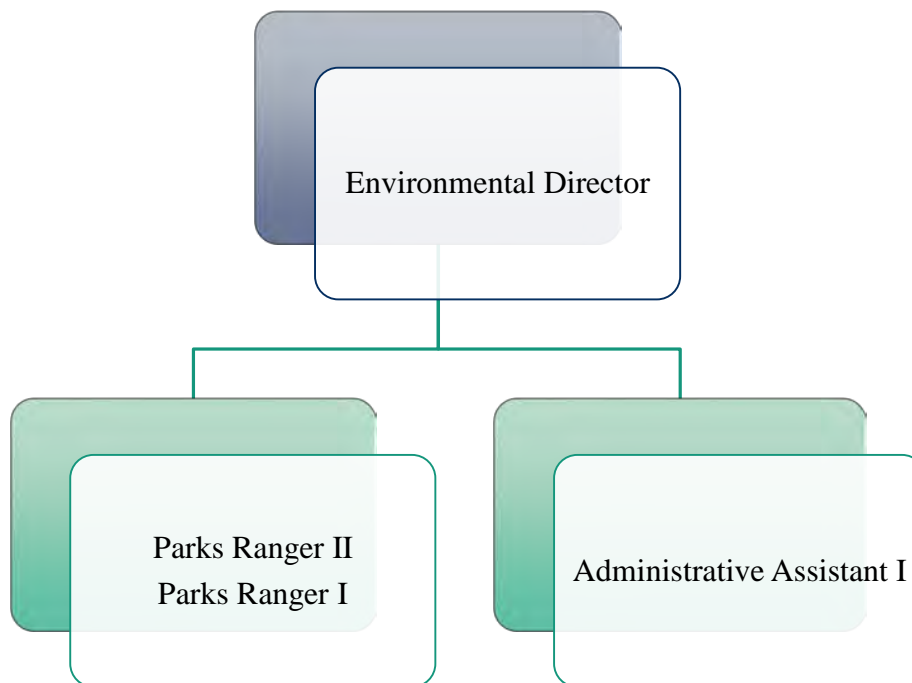 Environmental Director
Parks Ranger II
Parks Ranger I
Administrative Assistant I